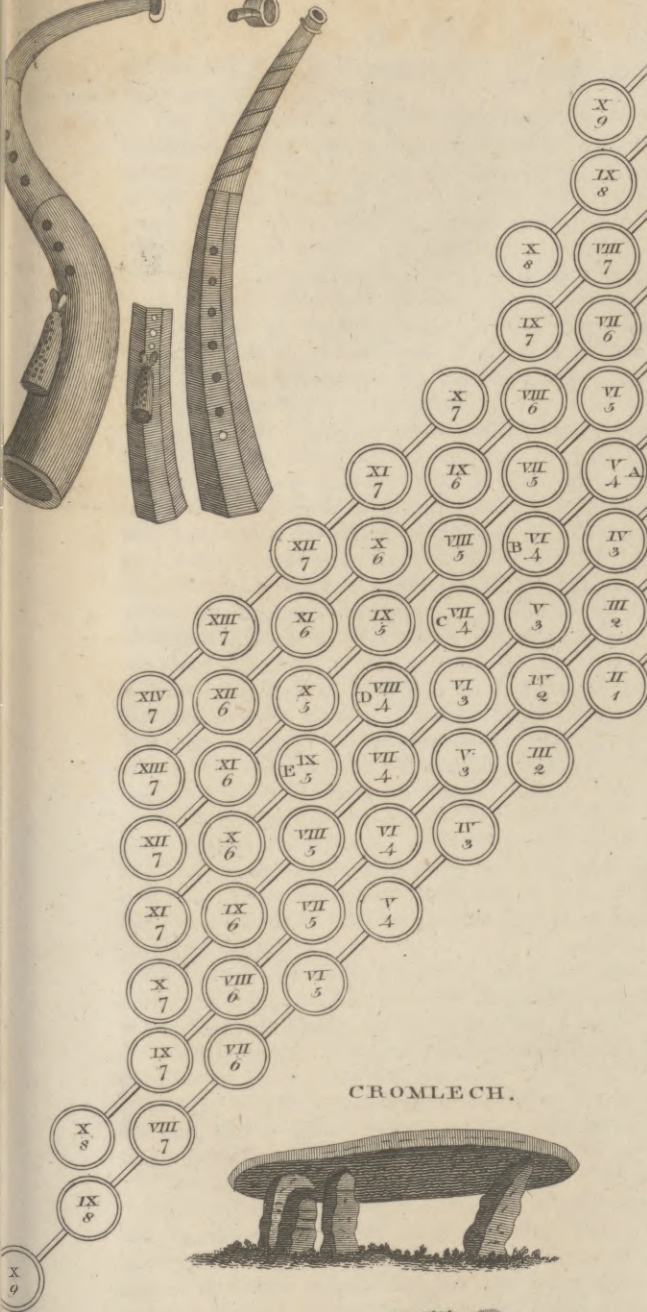 X
9
IX
8
X VIII
8 7
IX VII
7 6
X VIII VI
7 6 5
XI IX VII V A
7 6 5 4
XII X VIII B VI IV
7 6 5 4 3
XIII XI IX C VII V III
7 6 5 4 3 2
XIV XII X D VIII VI IV II
7 6 5 4 3 2 1
XIII XI E IX VII V III
7 6 5 4 3 2
XII X VIII VI IV
7 6 5 4 3
XI IX VII V
7 6 5 4
X VIII VI
7 6 5
IX VII
7 6
CROMLECH.
X VIII
8 7
IX
8
X
9